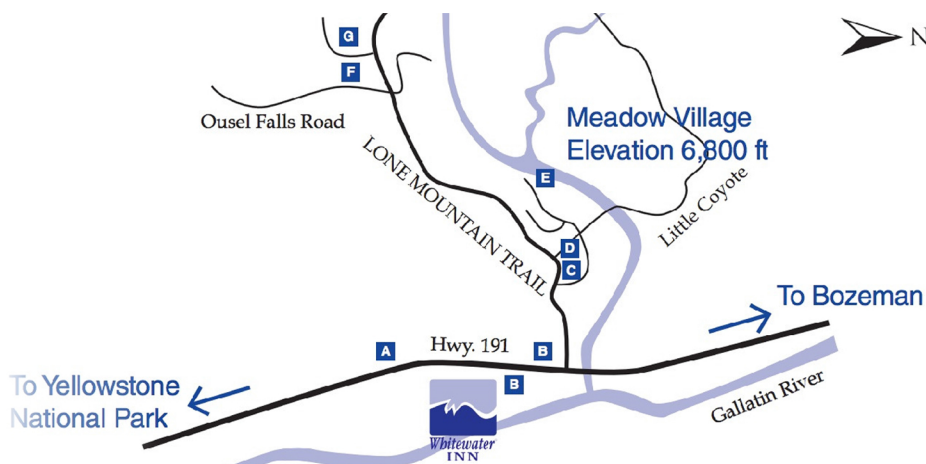 G
N
F
Ousel Falls Road
Meadow Village
Elevation 6,800 ft
LONE MOUNTAIN TRAIL
E
Little Coyote
D
C
To Bozeman
A
Hwy. 191
B
B
To Yellowstone
National Park
Gallatin River
Whitewater
INN